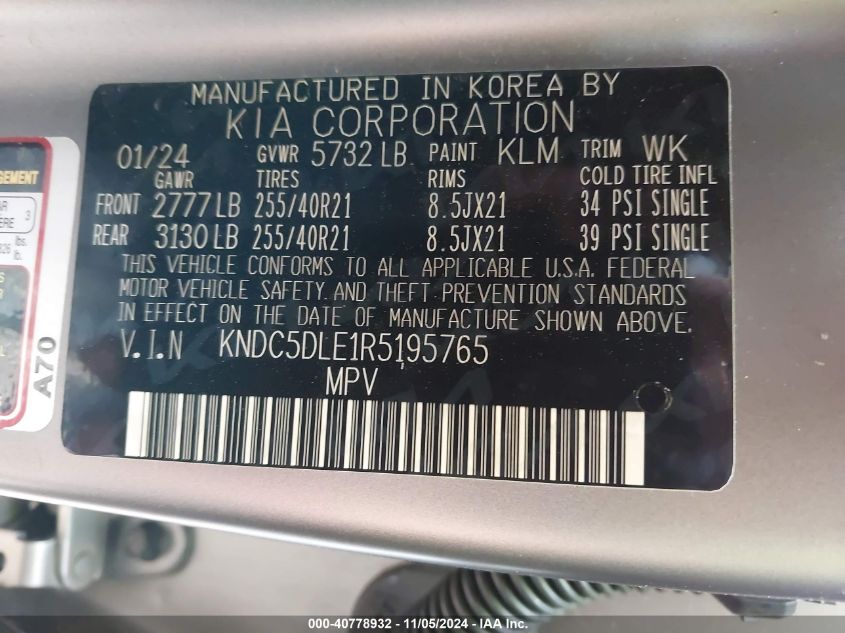 MANUFACTURED IN KOREA BY
KIA CORPORATION
01/24 GVWR 5732 LB PAINT KLM TRIM WK
GAWR TIRES RIMS COLD TIRE INFL
FRONT 2777 LB 255/40R21 8.5JX21 34 PSI SINGLE
REAR 3130 LB 255/40R21 8.5JX21 39 PSI SINGLE
THIS VEHICLE CONFORMS TO ALL APPLICABLE U.S.A. FEDERAL
MOTOR VEHICLE SAFETY AND THEFT PREVENTION STANDARDS
IN EFFECT ON THE DATE OF MANUFACTURE SHOWN ABOVE.
V.I.N KNDC5DLE1R5195765
MPV
3
lbs.
lb.
A70
000-40778932 - 11/05/2024 - IAA Inc.